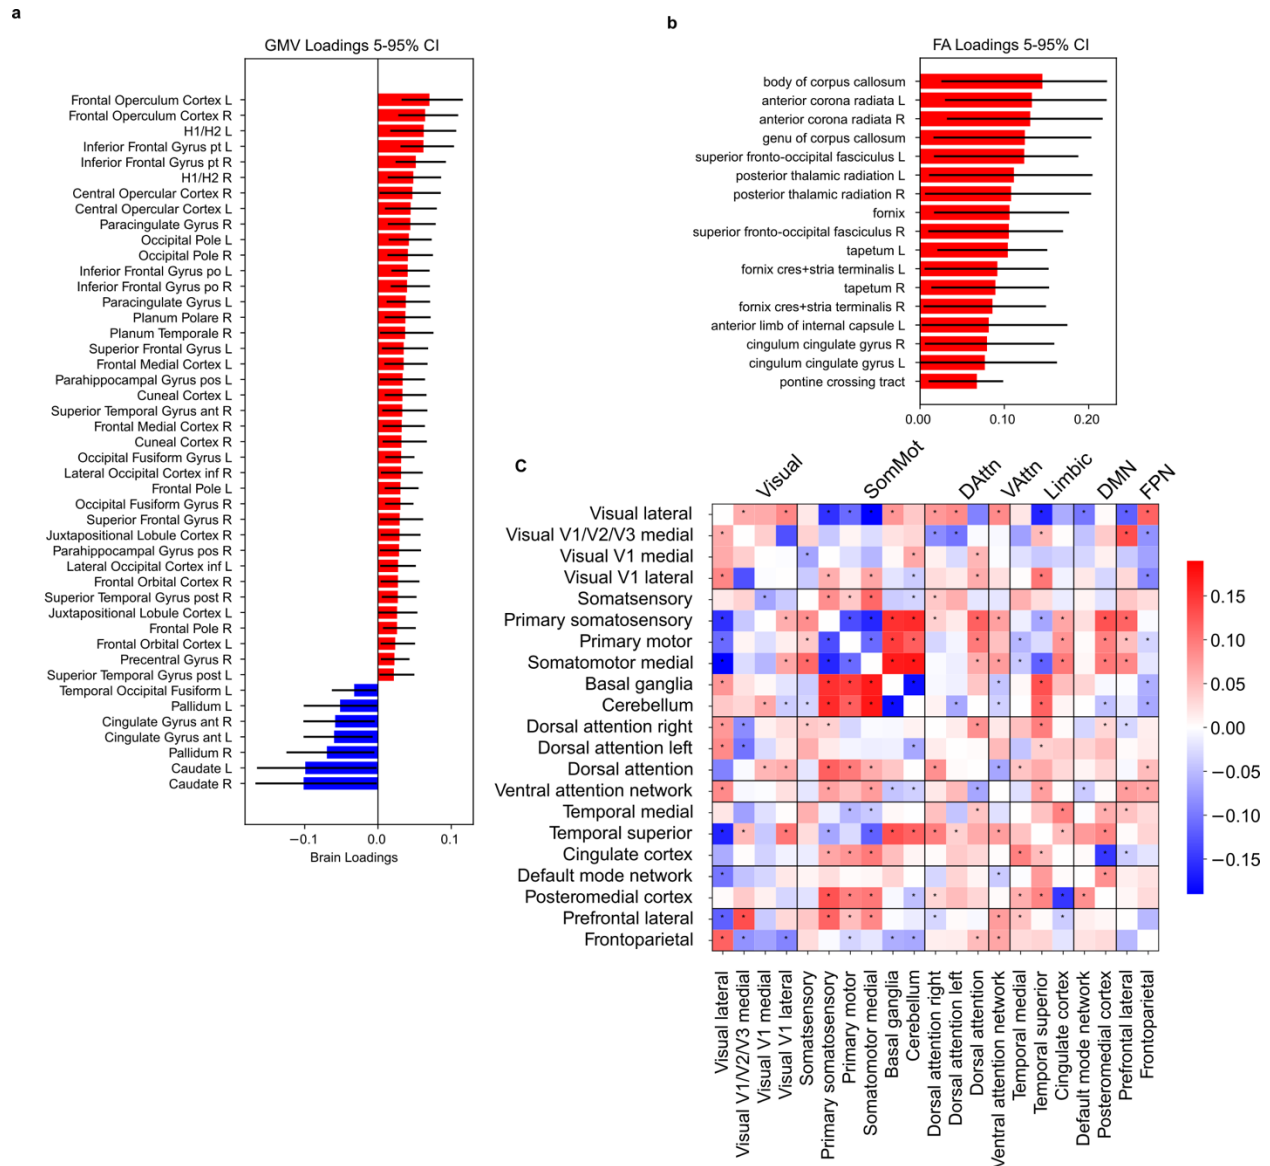 a
GMV Loadings 5-95% CI
Frontal Operculum Cortex L
Frontal Operculum Cortex R
H1/H2 L
Inferior Frontal Gyrus pt L
Inferior Frontal Gyrus pt R
H1/H2 R
Central Opercular Cortex R
Central Opercular Cortex L
Paracingulate Gyrus R
Occipital Pole L
Occipital Pole R
Inferior Frontal Gyrus po L
Inferior Frontal Gyrus po R
Paracingulate Gyrus L
Planum Polare R
Planum Temporale R
Superior Frontal Gyrus L
Frontal Medial Cortex L
Parahippocampal Gyrus pos L
Cuneal Cortex L
Superior Temporal Gyrus ant R
Frontal Medial Cortex R
Cuneal Cortex R
Occipital Fusiform Gyrus L
Lateral Occipital Cortex inf R
Frontal Pole L
Occipital Fusiform Gyrus R
Superior Frontal Gyrus R
Juxtapositional Lobule Cortex R
Parahippocampal Gyrus pos R
Lateral Occipital Cortex inf L
Frontal Orbital Cortex R
Superior Temporal Gyrus post R
Juxtapositional Lobule Cortex L
Frontal Pole R
Frontal Orbital Cortex L
Precentral Gyrus R
Superior Temporal Gyrus post L
Temporal Occipital Fusiform L
Pallidum L
Cingulate Gyrus ant R
Cingulate Gyrus ant L
Pallidum R
Caudate L
Caudate R
−0.1 0.0 0.1
Brain Loadings
b
FA Loadings 5-95% CI
body of corpus callosum
anterior corona radiata L
anterior corona radiata R
genu of corpus callosum
superior fronto-occipital fasciculus L
posterior thalamic radiation L
posterior thalamic radiation R
fornix
superior fronto-occipital fasciculus R
tapetum L
fornix cres+stria terminalis L
tapetum R
fornix cres+stria terminalis R
anterior limb of internal capsule L
cingulum cingulate gyrus R
cingulum cingulate gyrus L
pontine crossing tract
0.00 0.10 0.20
C
Visual SomMot DAttn VAttn Limbic DMN FPN
Visual lateral
Visual V1/V2/V3 medial
Visual V1 medial
Visual V1 lateral
Somatsensory
Primary somatosensory
Primary motor
Somatomotor medial
Basal ganglia
Cerebellum
Dorsal attention right
Dorsal attention left
Dorsal attention
Ventral attention network
Temporal medial
Temporal superior
Cingulate cortex
Default mode network
Posteromedial cortex
Prefrontal lateral
Frontoparietal
Visual lateral
Visual V1/V2/V3 medial
Visual V1 medial
Visual V1 lateral
Somatsensory
Primary somatosensory
Primary motor
Somatomotor medial
Basal ganglia
Cerebellum
Dorsal attention right
Dorsal attention left
Dorsal attention
Ventral attention network
Temporal medial
Temporal superior
Cingulate cortex
Default mode network
Posteromedial cortex
Prefrontal lateral
Frontoparietal
0.15
0.10
0.05
0.00
−0.05
−0.10
−0.15